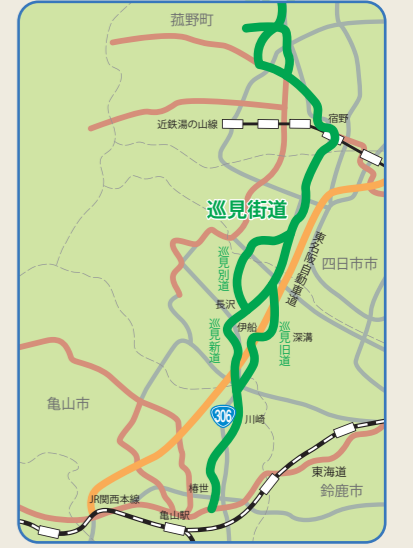 菰野町
近鉄湯の山線
宿野
巡見街道
巡見別道
東名阪自動車道
四日市市
長沢
伊船
巡見新道
巡見旧道
深溝
亀山市
306
川崎
東海道
鈴鹿市
椿世
JR関西本線
亀山駅